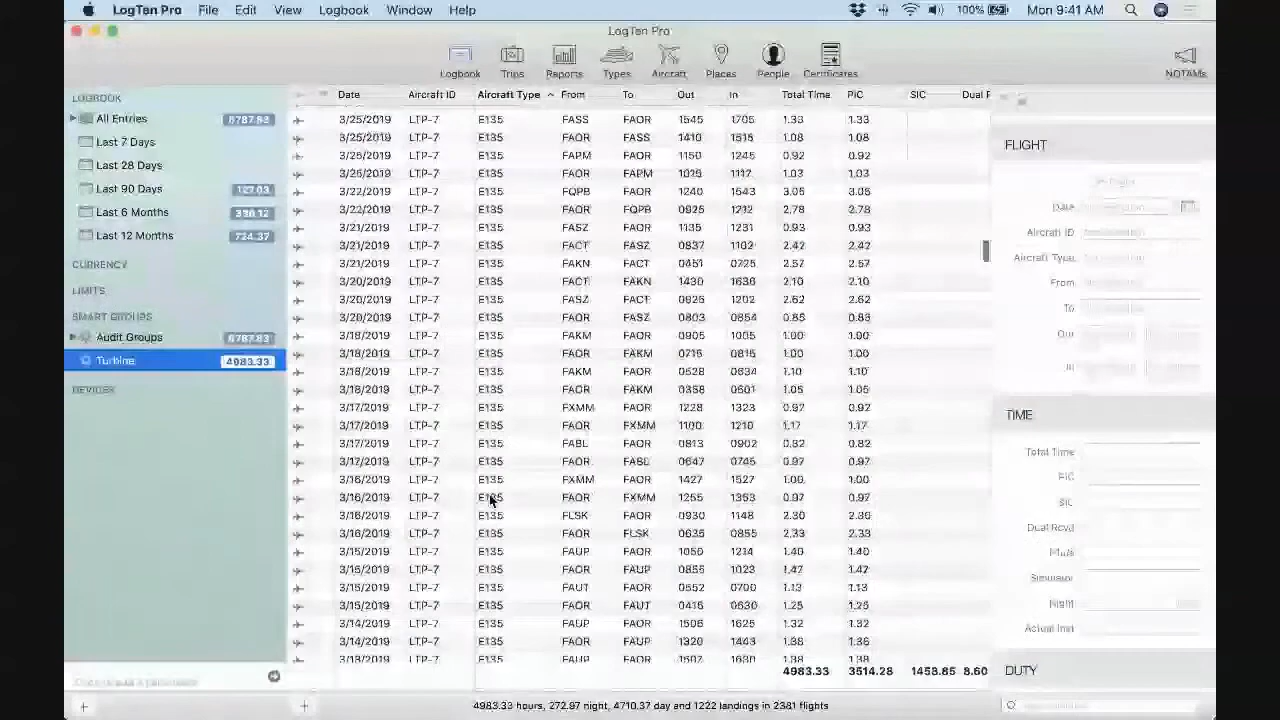 LogTen Pro File Edit View Logbook Window Help 100% Mon 9:41 AM
LogTen Pro
Logbook Trips Reports Types Aircraft Places People Certificates NOTAMs
LOGBOOK
All Entries 6787.83
Last 7 Days
Last 28 Days
Last 90 Days 127.03
Last 6 Months
Last 12 Months 724.37
CURRENCY
LIMITS
SMART GROUPS
Audit Groups 6787.83
Turbine 4983.33
DEVICES
Date Aircraft ID Aircraft Type From To Out In Total Time PIC SIC Dual
3/25/2019 LTP-7 E135 FASS FAOR 1545 1705 1.33 1.33
3/25/2019 LTP-7 E135 FAOR FASS 1410 1515 1.08 1.08
3/25/2019 LTP-7 E135 FAPM FAOR 1150 1245 0.92 0.92
3/25/2019 LTP-7 E135 FAOR FAPM 1015 1117 1.03 1.03
3/22/2019 LTP-7 E135 FQPB FAOR 1240 1543 3.05 3.05
3/22/2019 LTP-7 E135 FAOR FQPB 0925 1212 2.78 2.78
3/21/2019 LTP-7 E135 FASZ FAOR 1135 1231 0.93 0.93
3/21/2019 LTP-7 E135 FACT FASZ 0837 1102 2.42 2.42
3/21/2019 LTP-7 E135 FAKN FACT 0451 0725 2.57 2.57
3/20/2019 LTP-7 E135 FACT FAKN 1430 1636 2.10 2.10
3/20/2019 LTP-7 E135 FASZ FACT 0925 1202 2.62 2.62
3/20/2019 LTP-7 E135 FAOR FASZ 0803 0854 0.85 0.85
3/18/2019 LTP-7 E135 FAKM FAOR 0905 1005 1.00 1.00
3/18/2019 LTP-7 E135 FAOR FAKM 0715 0815 1.00 1.00
3/18/2019 LTP-7 E135 FAKM FAOR 0528 0634 1.10 1.10
3/18/2019 LTP-7 E135 FAOR FAKM 0358 0501 1.05 1.05
3/17/2019 LTP-7 E135 FXMM FAOR 1228 1323 0.97
3/17/2019 LTP-7 E135 FAOR FXMM 1100 1210 1.17 1.17
3/17/2019 LTP-7 E135 FABL FAOR 0813 0902 0.82 0.82
3/17/2019 LTP-7 E135 FAOR FABL 0647 0745 0.97 0.97
3/16/2019 LTP-7 E135 FXMM FAOR 1427 1527 1.00 1.00
3/16/2019 LTP-7 E135 FAOR FXMM 1255 1353 0.97 0.97
3/16/2019 LTP-7 E135 FLSK FAOR 0930 1148 2.30 2.30
3/16/2019 LTP-7 E135 FAOR FLSK 0635 0855 2.33 2.33
3/15/2019 LTP-7 E135 FAUP FAOR 1050 1214 1.40 1.40
3/15/2019 LTP-7 E135 FAOR FAUP 0855 1023 1.47 1.47
3/15/2019 LTP-7 E135 FAUT FAOR 0552 0700 1.13 1.13
3/15/2019 LTP-7 E135 FAOR FAUT 0415 0530 1.25 1.25
3/14/2019 LTP-7 E135 FAUP FAOR 1506 1625 1.32 1.32
3/14/2019 LTP-7 E135 FAOR FAUP 1320 1443 1.38 1.38
LTP-7 E135 FAUP FAOR 1.38 1.38
4983.33 3514.28 1458.85 8.60
4983.33 hours, 272.97 night, 4710.37 day and 1222 landings in 2381 flights
FLIGHT
Date
Aircraft ID
Aircraft Type
From
To
Out
In
TIME
Total Time
PIC
SIC
Dual Rcvd
Multi
Simulator
Night
Actual Inst
DUTY